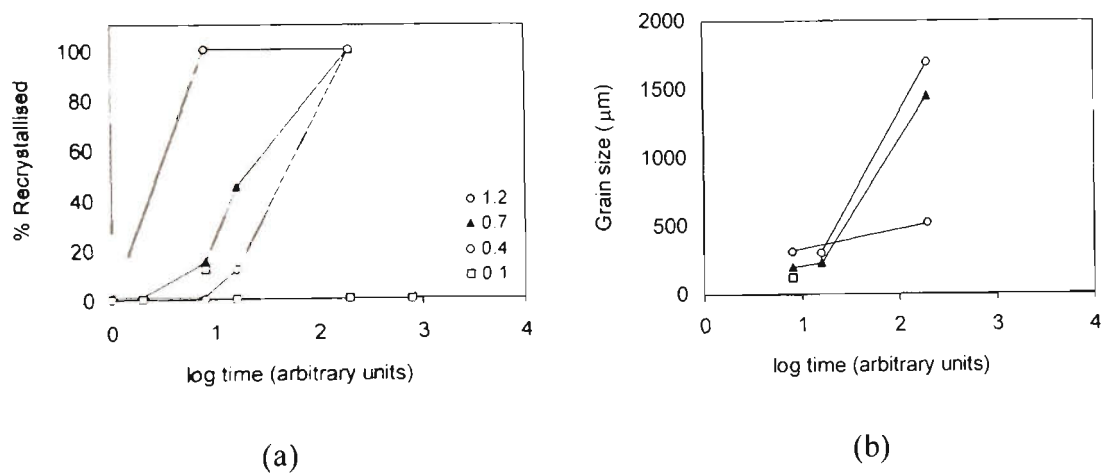 % Recrystallised
100
80
60
40
20
0
0 1 2 3 4
log time (arbitrary units)
1.2
0.7
0.4
0.1
(a)
Grain size (μm)
2000
1500
1000
500
0
0 1 2 3 4
log time (arbitrary units)
(b)